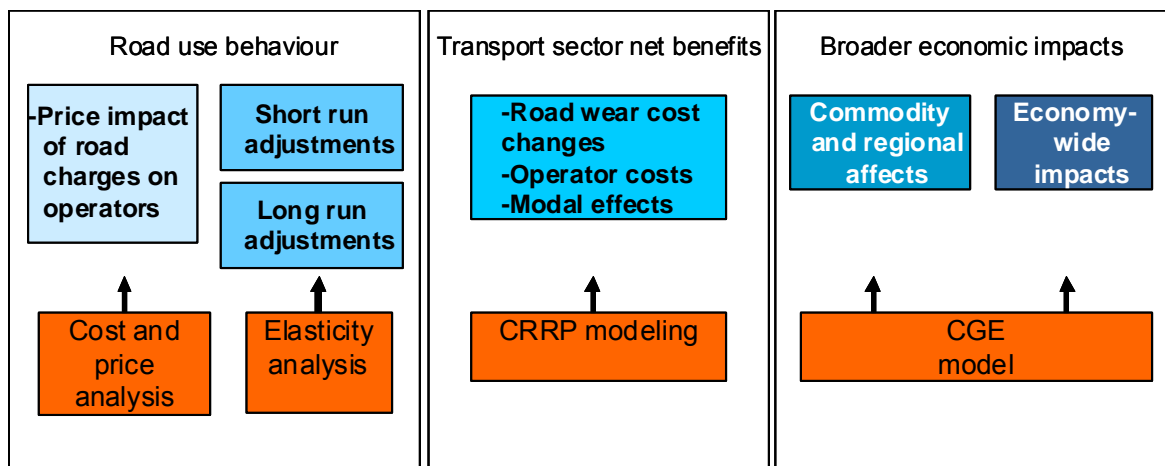 Road use behaviour
-Price impact
of road
charges on
operators
Short run
adjustments
Long run
adjustments
Cost and
price
analysis
Elasticity
analysis
Transport sector net benefits
-Road wear cost
changes
-Operator costs
-Modal effects
CRRP modeling
Broader economic impacts
Commodity
and regional
affects
Economy-
wide
impacts
CGE
model